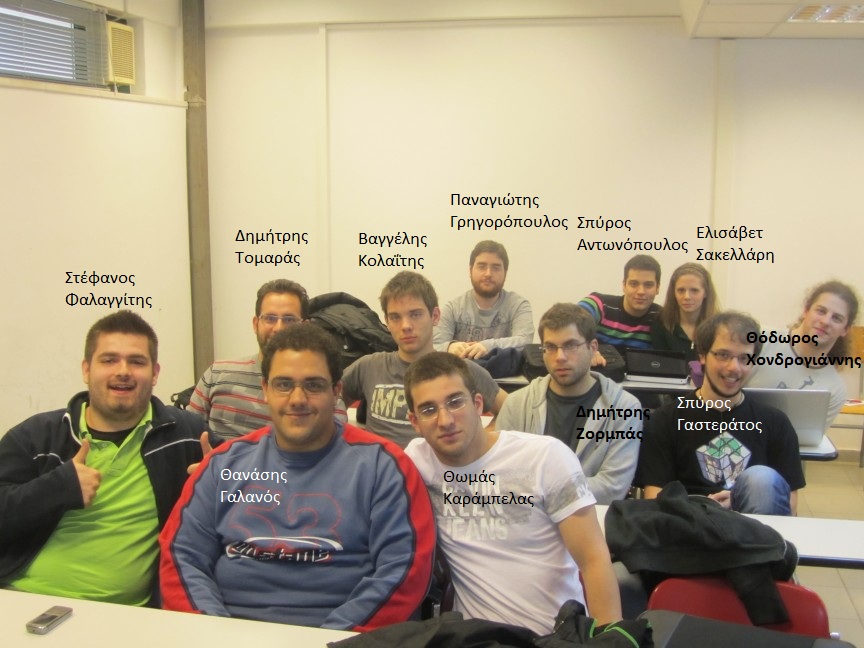 Παναγιώτης
Γρηγορόπουλος
Σπύρος
Αντωνόπουλος
Ελισάβετ
Σακελλάρη
Δημήτρης
Τομαράς
Βαγγέλης
Κολαΐτης
Στέφανος
Φαλαγγίτης
Θόδωρος
Χονδρογιάννης
Δημήτρης
Ζορμπάς
Σπύρος
Γαστεράτος
Θανάσης
Γαλανός
Θωμάς
Καράμπελας
JEANS